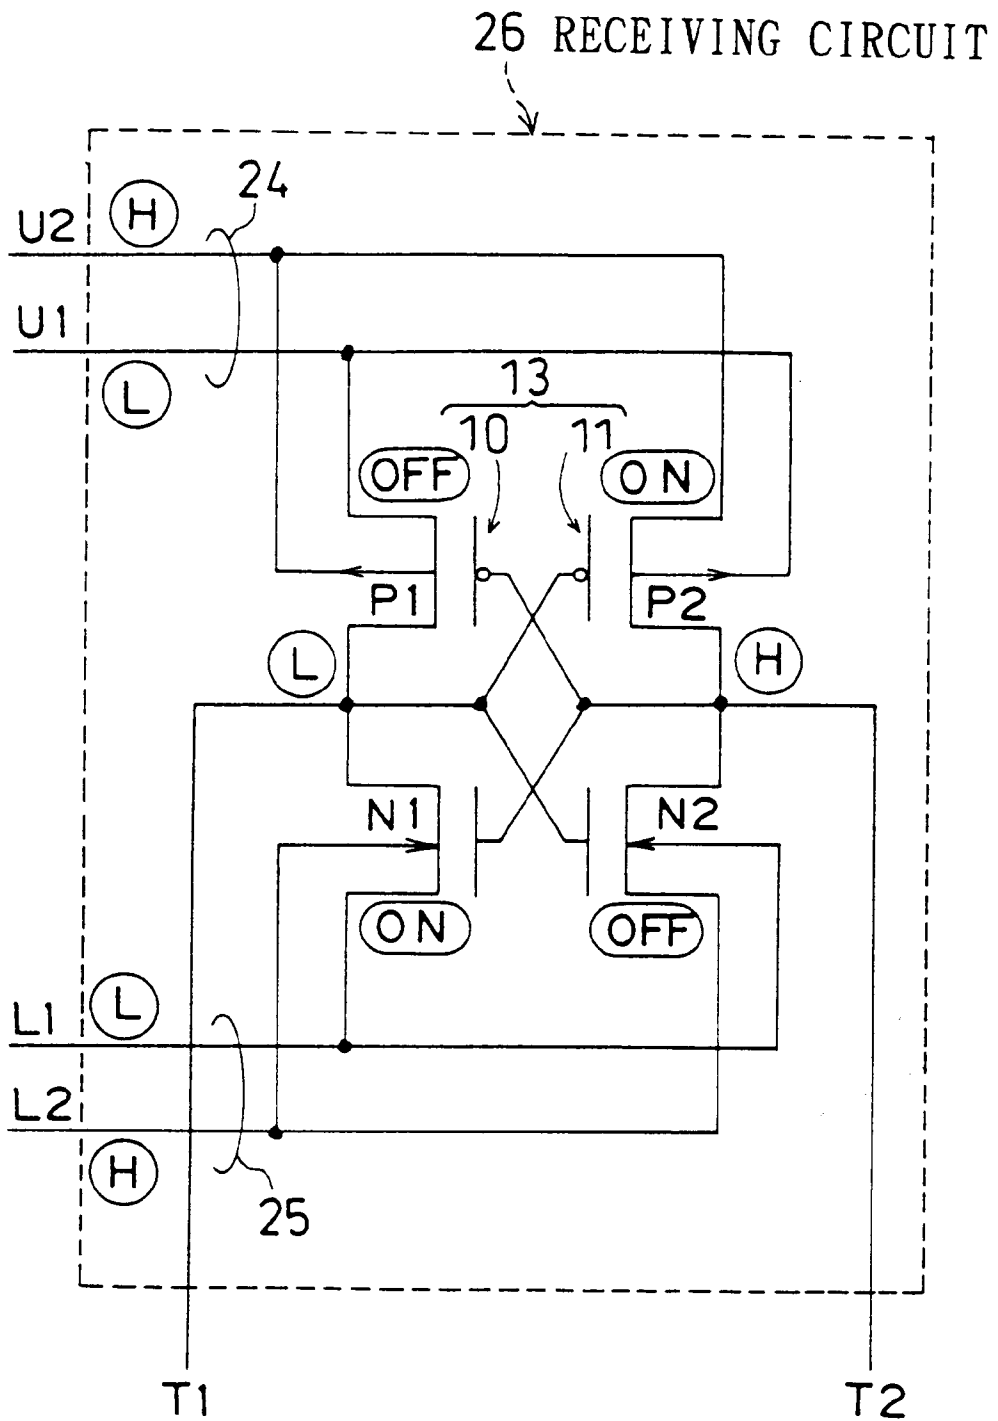 26 RECEIVING CIRCUIT
24
U2 H
U1
L
13
10 11
OFF ON
P1 P2
L H
N1 N2
ON OFF
L1 L
L2
H
25
T1 T2